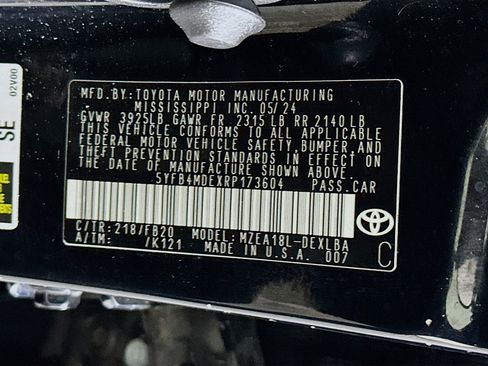 MFD.BY:TOYOTA MOTOR MANUFACTURING
MISSISSIPPI INC. 05/24
GVWR 3925LB GAWR FR 2315 LB RR 2140 LB
THIS VEHICLE CONFORMS TO ALL APPLICABLE
FEDERAL MOTOR VEHICLE SAFETY,BUMPER, AND
THEFT PREVENTION STANDARDS IN EFFECT ON
THE DATE OF MANUFACTURE SHOWN ABOVE.
5YFB4MDEXRP173604 PASS.CAR
C/TR:218/FB20 MODEL:MZEA18L-DEXLBA
A/TM: /K121 MADE IN U.S.A. 007
C
02V00
SE